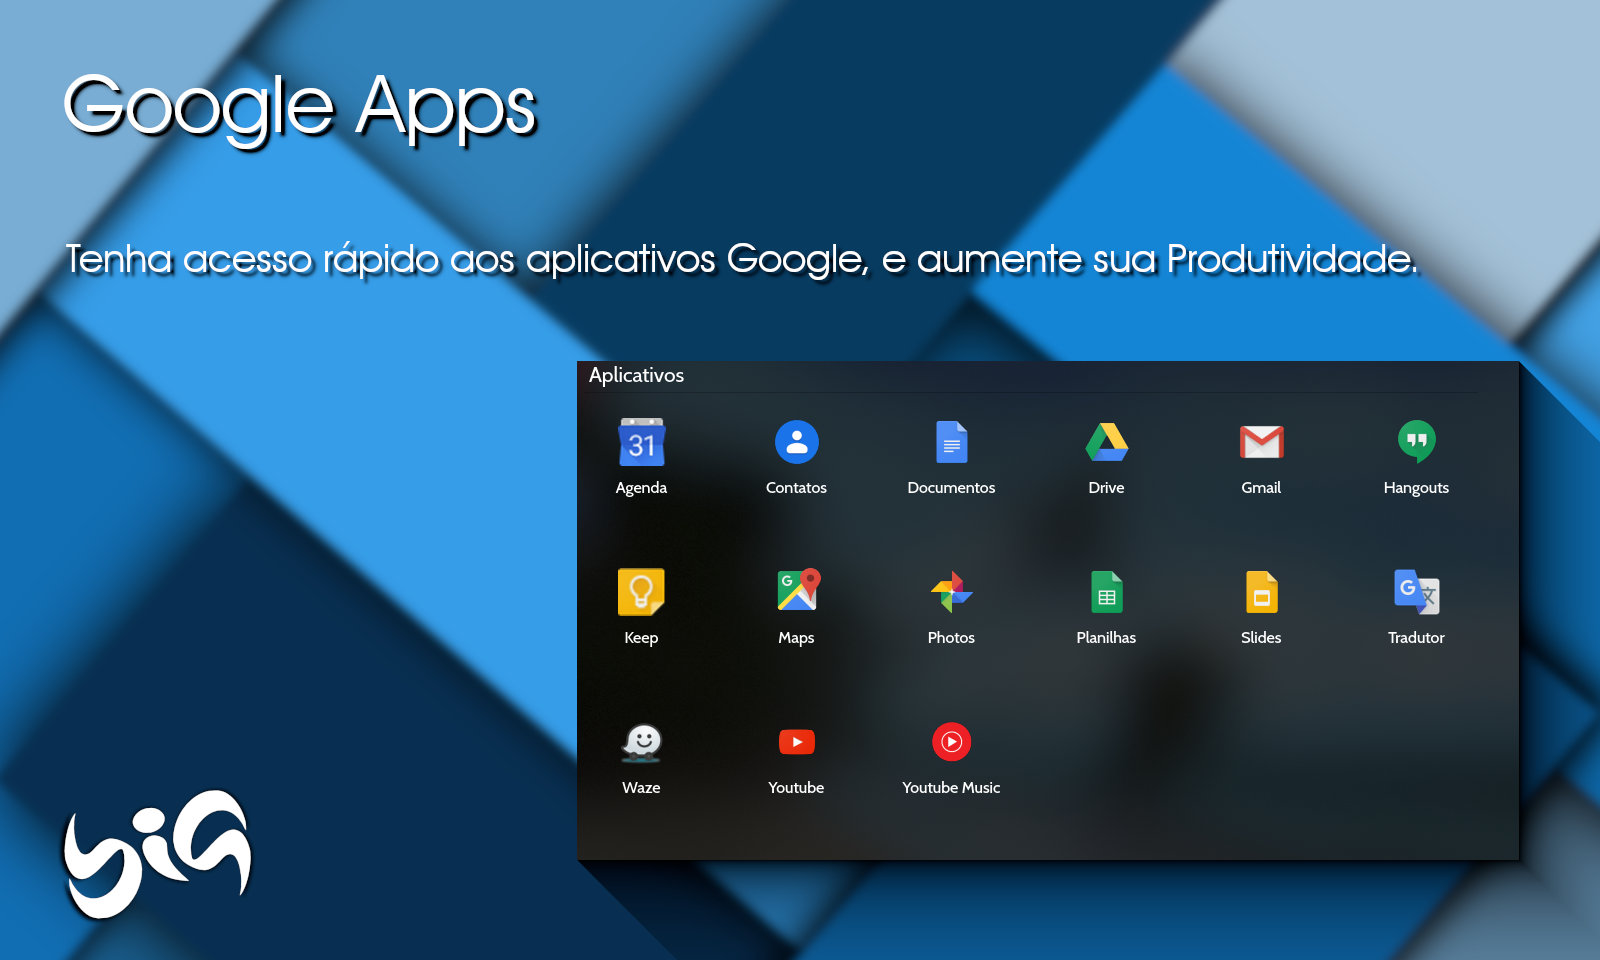 Google Apps
Tenha acesso rápido aos aplicativos Google, e aumente sua Produtividade.
Aplicativos
31
Agenda Contatos Documentos Drive Gmail Hangouts
G G
Keep Maps Photos Planilhas Slides Tradutor
Waze Youtube Youtube Music
big